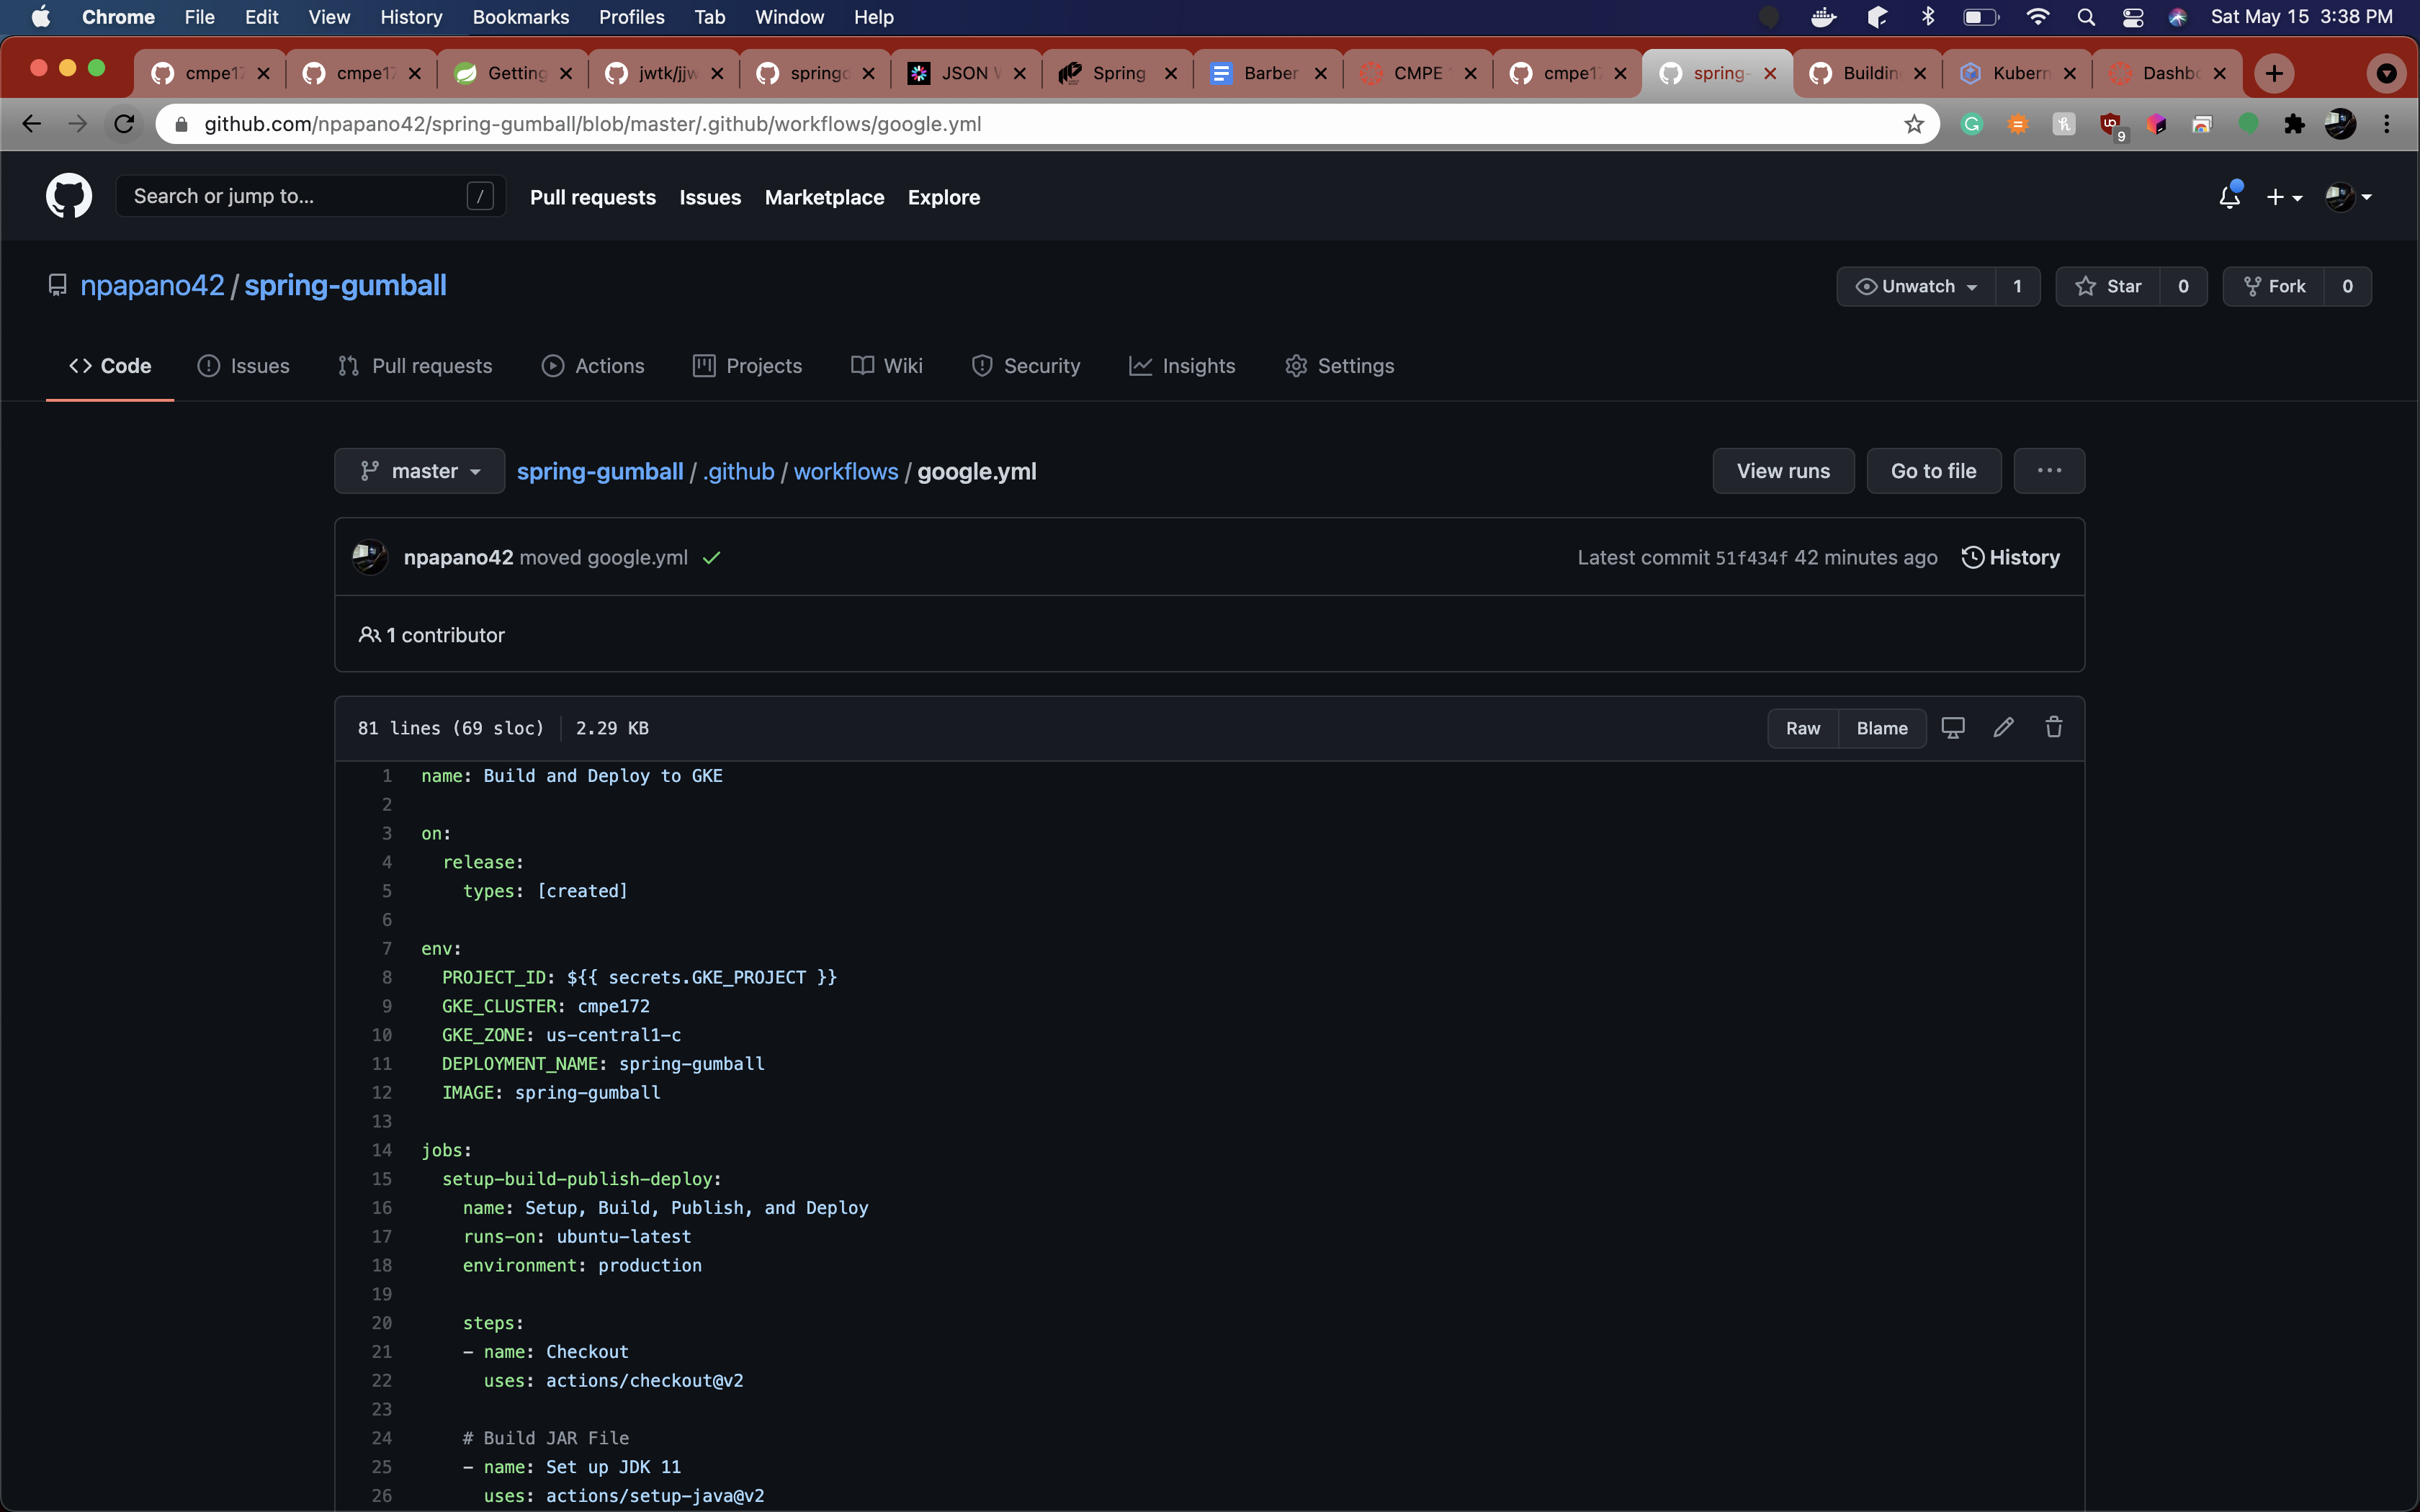 Chrome File Edit View History Bookmarks Profiles Tab Window Help Sat May 15 3:38 PM
cmpe17 cmpe17 Getting jwtk/jjw springd JSON W Spring Barber CMPE cmpe17 spring- Building Kubern Dashbo
github.com/npapano42/spring-gumball/blob/master/.github/workflows/google.yml 9
Search or jump to... / Pull requests Issues Marketplace Explore
npapano42 / spring-gumball Unwatch 1 Star 0 Fork 0
Code Issues Pull requests Actions Projects Wiki Security Insights Settings
master spring-gumball / .github / workflows / google.yml View runs Go to file ...
npapano42 moved google.yml Latest commit 51f434f 42 minutes ago History
1 contributor
81 lines (69 sloc) 2.29 KB Raw Blame
1 name: Build and Deploy to GKE
2
3 on:
4 release:
5 types: [created]
6
7 env:
8 PROJECT_ID: ${{ secrets.GKE_PROJECT }}
9 GKE_CLUSTER: cmpe172
10 GKE_ZONE: us-central1-c
11 DEPLOYMENT_NAME: spring-gumball
12 IMAGE: spring-gumball
13
14 jobs:
15 setup-build-publish-deploy:
16 name: Setup, Build, Publish, and Deploy
17 runs-on: ubuntu-latest
18 environment: production
19
20 steps:
21 - name: Checkout
22 uses: actions/checkout@v2
23
24 # Build JAR File
25 - name: Set up JDK 11
26 uses: actions/setup-java@v2